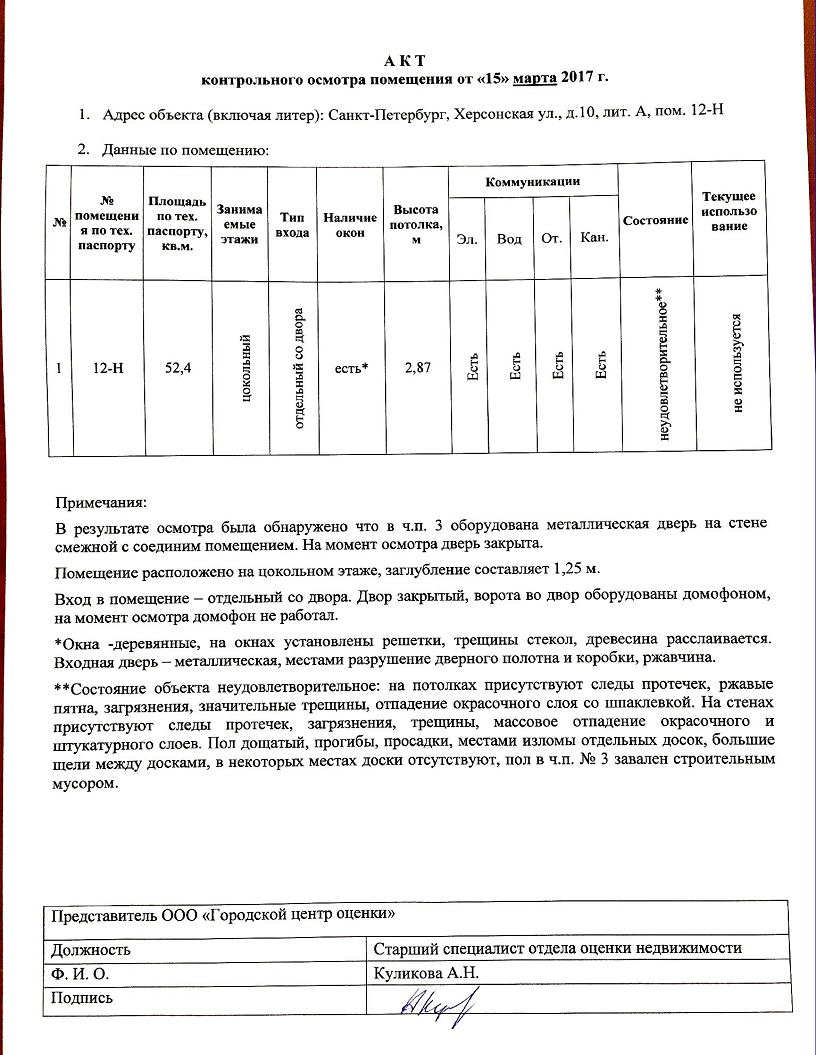 А К Т
контрольного осмотра помещения от «15» марта 2017 г.
1. Адрес объекта (включая литер): Санкт-Петербург, Херсонская ул., д.10, лит. А, пом. 12-Н
2. Данные по помещению:
№
№
помещени
я по тех.
паспорту
Площадь
по тех.
паспорту,
кв.м.
Занима
емые
этажи
Тип
входа
Наличие
окон
Высота
потолка,
м
Коммуникации
Эл.
Вод
От.
Кан.
Состояние
Текущее
использо
вание
1
12-Н
52,4
цокольный
отдельный со двора
есть*
2,87
Есть
Есть
Есть
Есть
неудовлетворительное**
не используется
Примечания:
В результате осмотра была обнаружено что в ч.п. 3 оборудована металлическая дверь на стене
смежной с соединим помещением. На момент осмотра дверь закрыта.
Помещение расположено на цокольном этаже, заглубление составляет 1,25 м.
Вход в помещение – отдельный со двора. Двор закрытый, ворота во двор оборудованы домофоном,
на момент осмотра домофон не работал.
*Окна -деревянные, на окнах установлены решетки, трещины стекол, древесина расслаивается.
Входная дверь – металлическая, местами разрушение дверного полотна и коробки, ржавчина.
**Состояние объекта неудовлетворительное: на потолках присутствуют следы протечек, ржавые
пятна, загрязнения, значительные трещины, отпадение окрасочного слоя со шпаклевкой. На стенах
присутствуют следы протечек, загрязнения, трещины, массовое отпадение окрасочного и
штукатурного слоев. Пол дощатый, прогибы, просадки, местами изломы отдельных досок, большие
щели между досками, в некоторых местах доски отсутствуют, пол в ч.п. № 3 завален строительным
мусором.
Представитель ООО «Городской центр оценки»
Должность
Старший специалист отдела оценки недвижимости
Ф. И. О.
Куликова А.Н.
Подпись